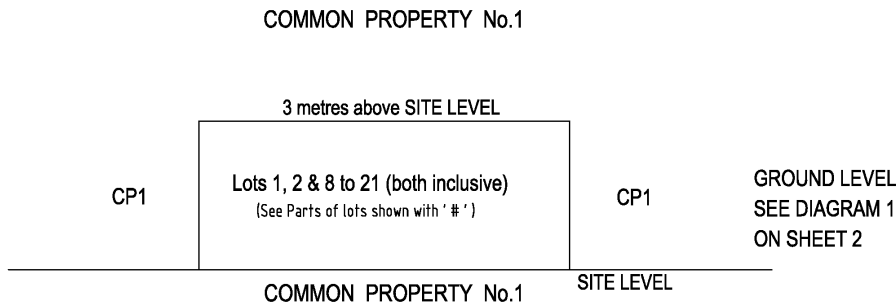 COMMON PROPERTY No.1
3 metres above SITE LEVEL
CP1
Lots 1, 2 & 8 to 21 (both inclusive)
(See Parts of lots shown with ' # ' )
CP1
GROUND LEVEL
SEE DIAGRAM 1
ON SHEET 2
COMMON PROPERTY No.1
SITE LEVEL